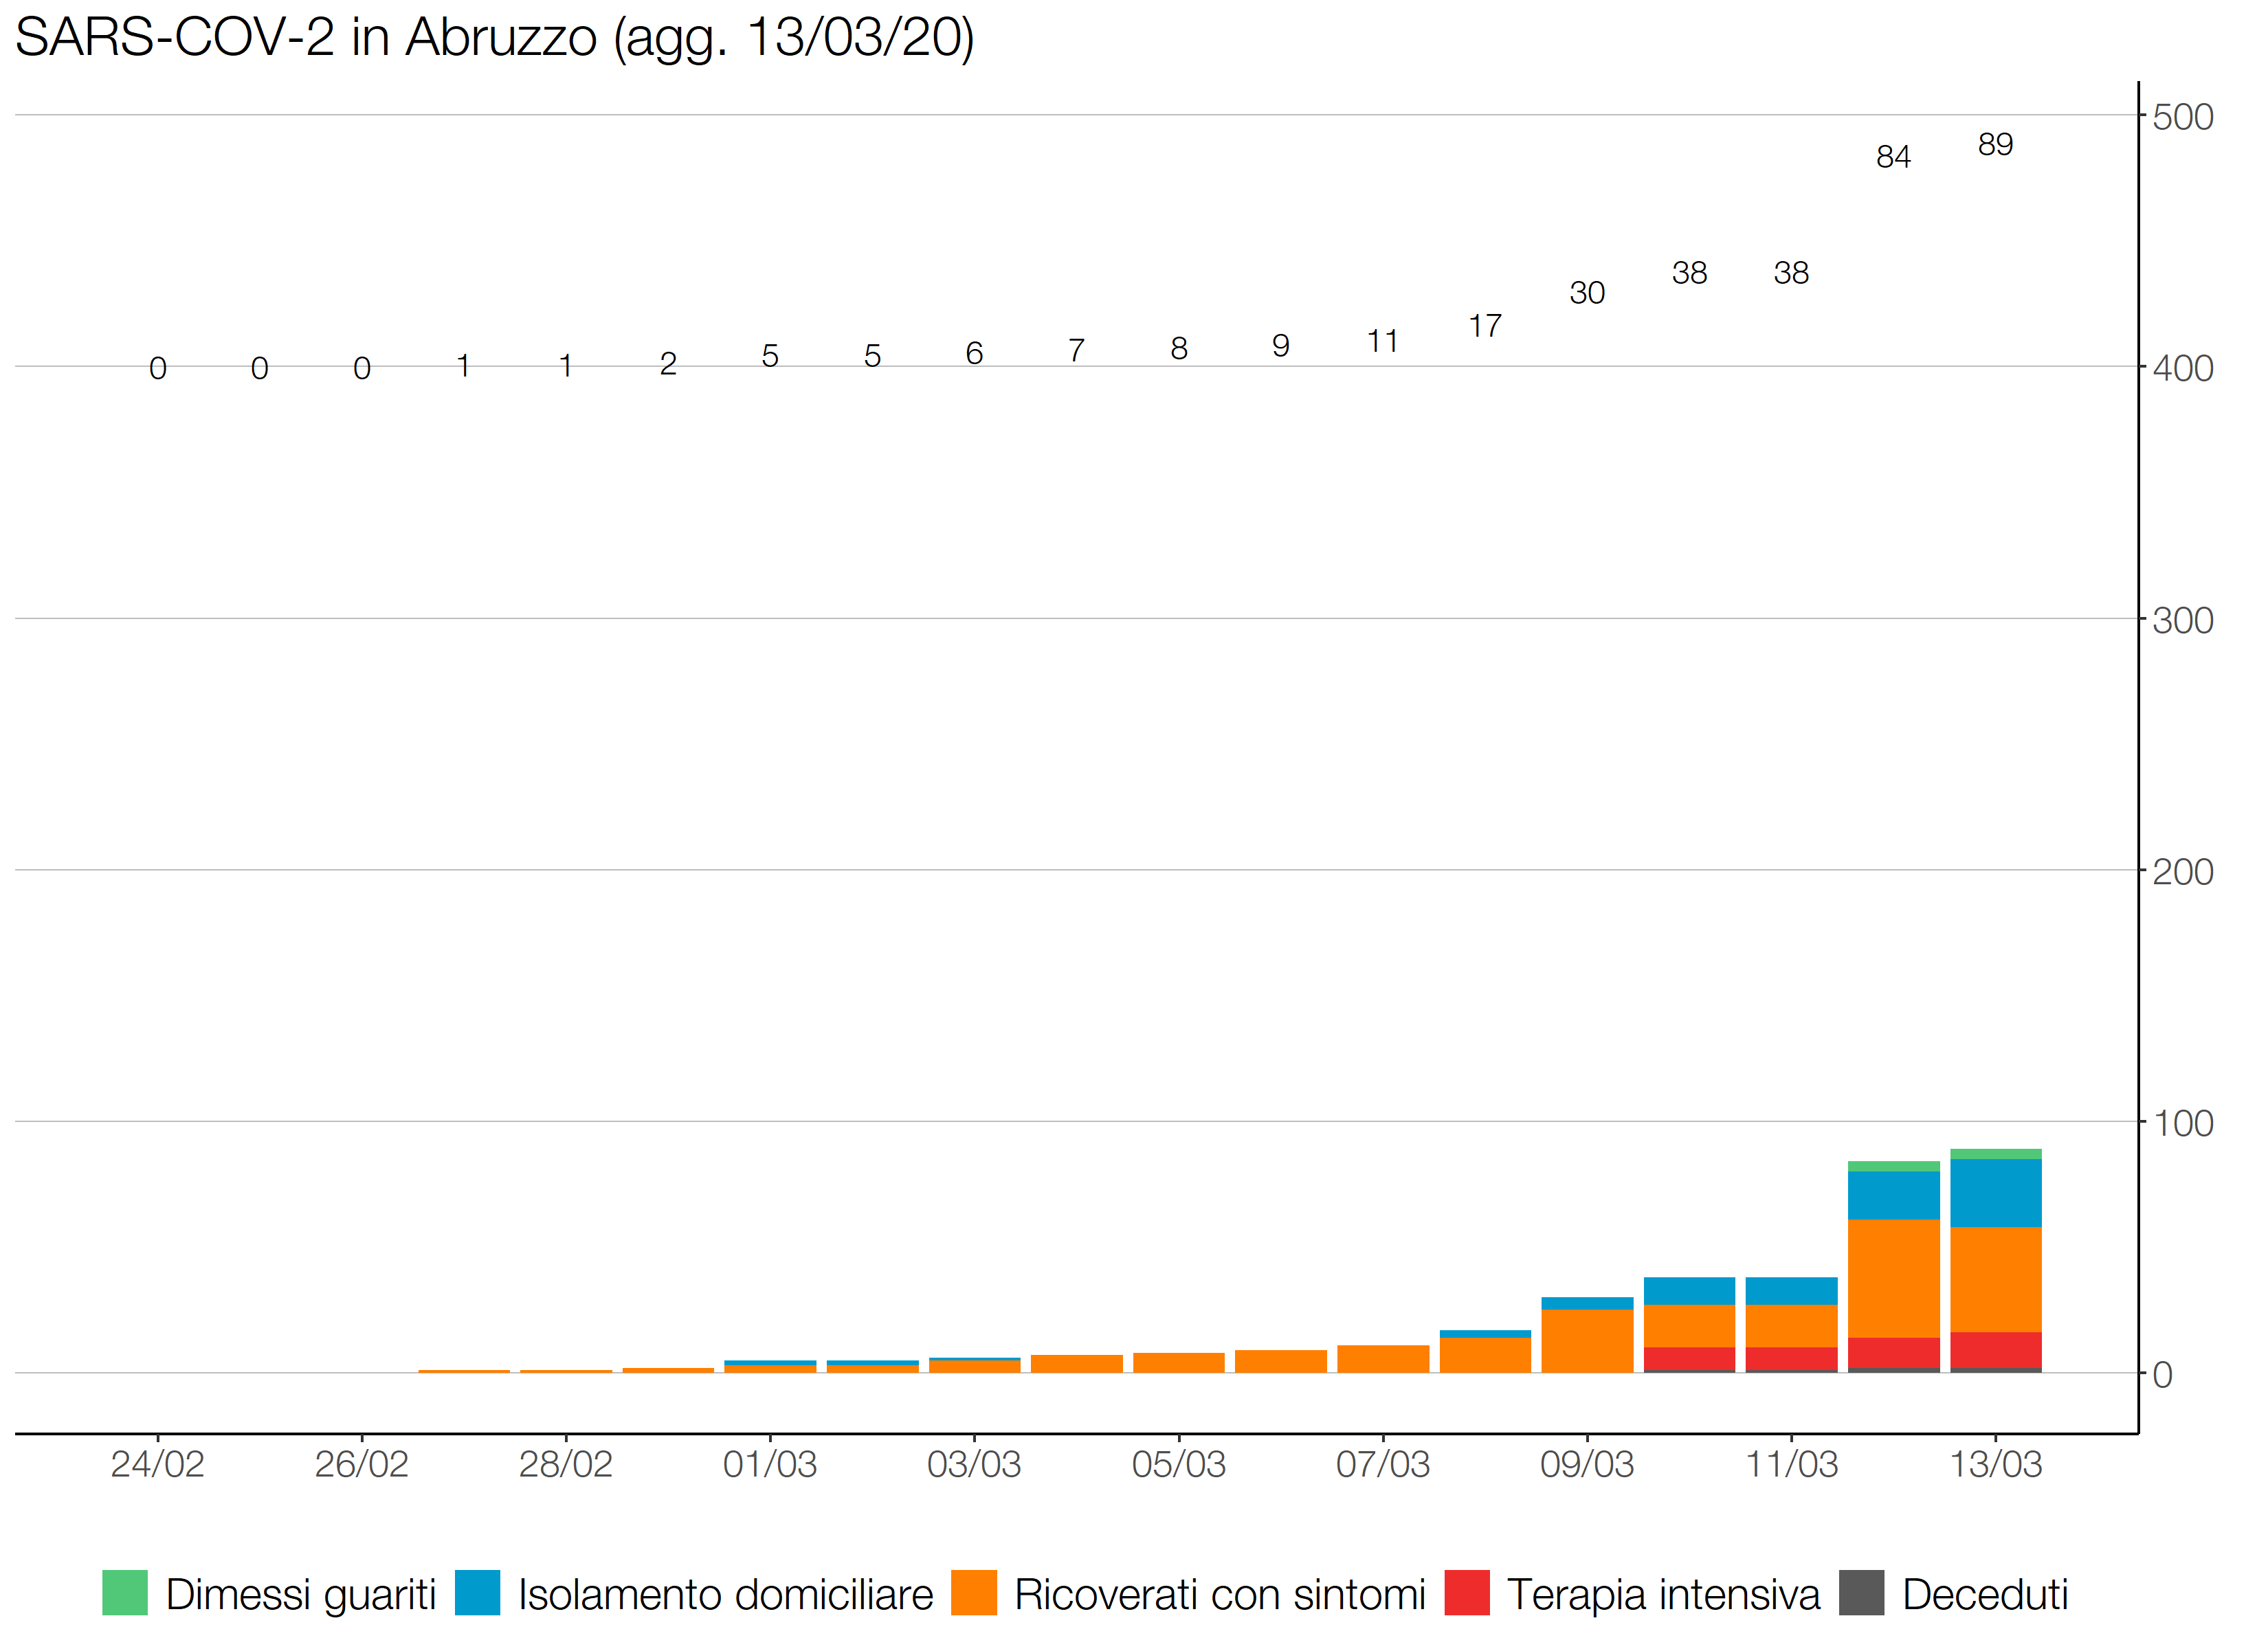 SARS-COV-2 in Abruzzo (agg. 13/03/20)
500
84 89
38 38
30
17
0 0 0 1 1 2 5 5 6 7 8 9 11
400
300
200
100
0
24/02 26/02 28/02 01/03 03/03 05/03 07/03 09/03 11/03 13/03
Dimessi guariti Isolamento domiciliare Ricoverati con sintomi Terapia intensiva Deceduti